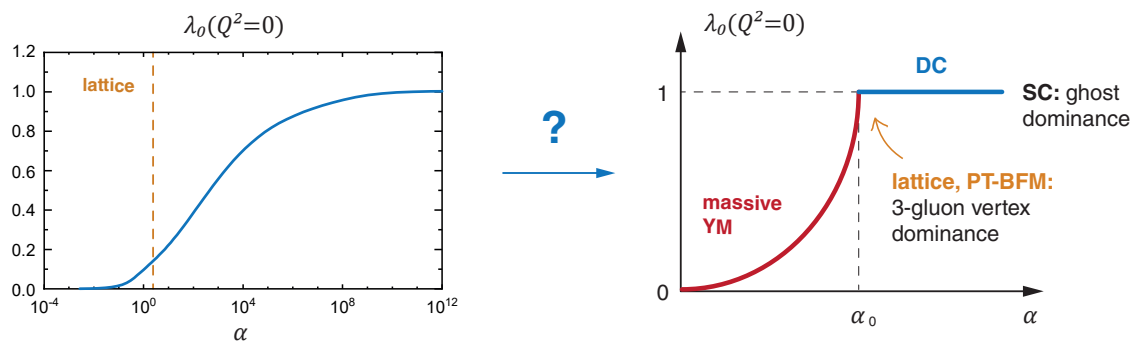 λ₀(Q²=0)
1.2
1.0
0.8
0.6
0.4
0.2
0.0
lattice
10⁻⁴
10⁰
10⁴
10⁸
10¹²
α
?
λ₀(Q²=0)
DC
1
SC: ghost
dominance
lattice, PT-BFM:
3-gluon vertex
dominance
massive
YM
0
α₀
α